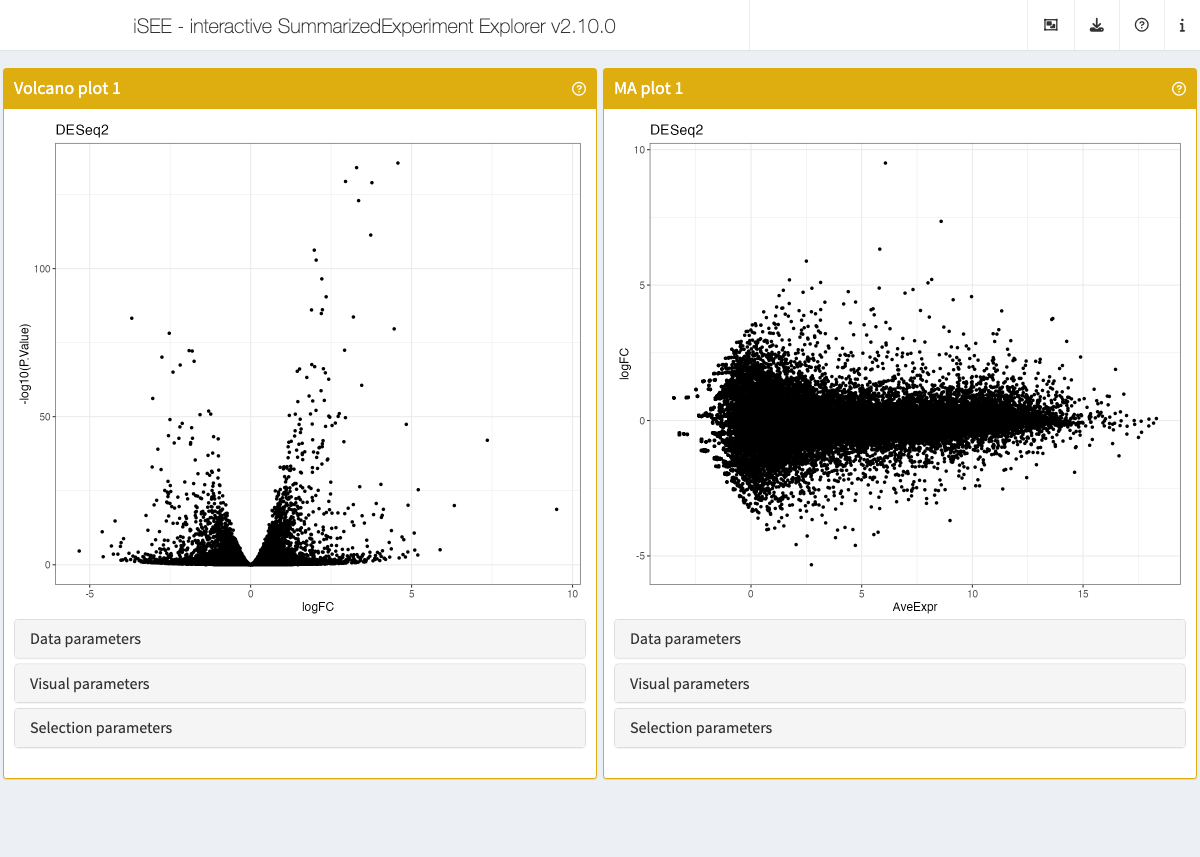 iSEE - interactive SummarizedExperiment Explorer v2.10.0
Volcano plot 1
DESeq2
-log10(P.Value)
100
50
0
-5 0 5 10
logFC
Data parameters
Visual parameters
Selection parameters
MA plot 1
DESeq2
logFC
10
5
0
-5
0 5 10 15
AveExpr
Data parameters
Visual parameters
Selection parameters